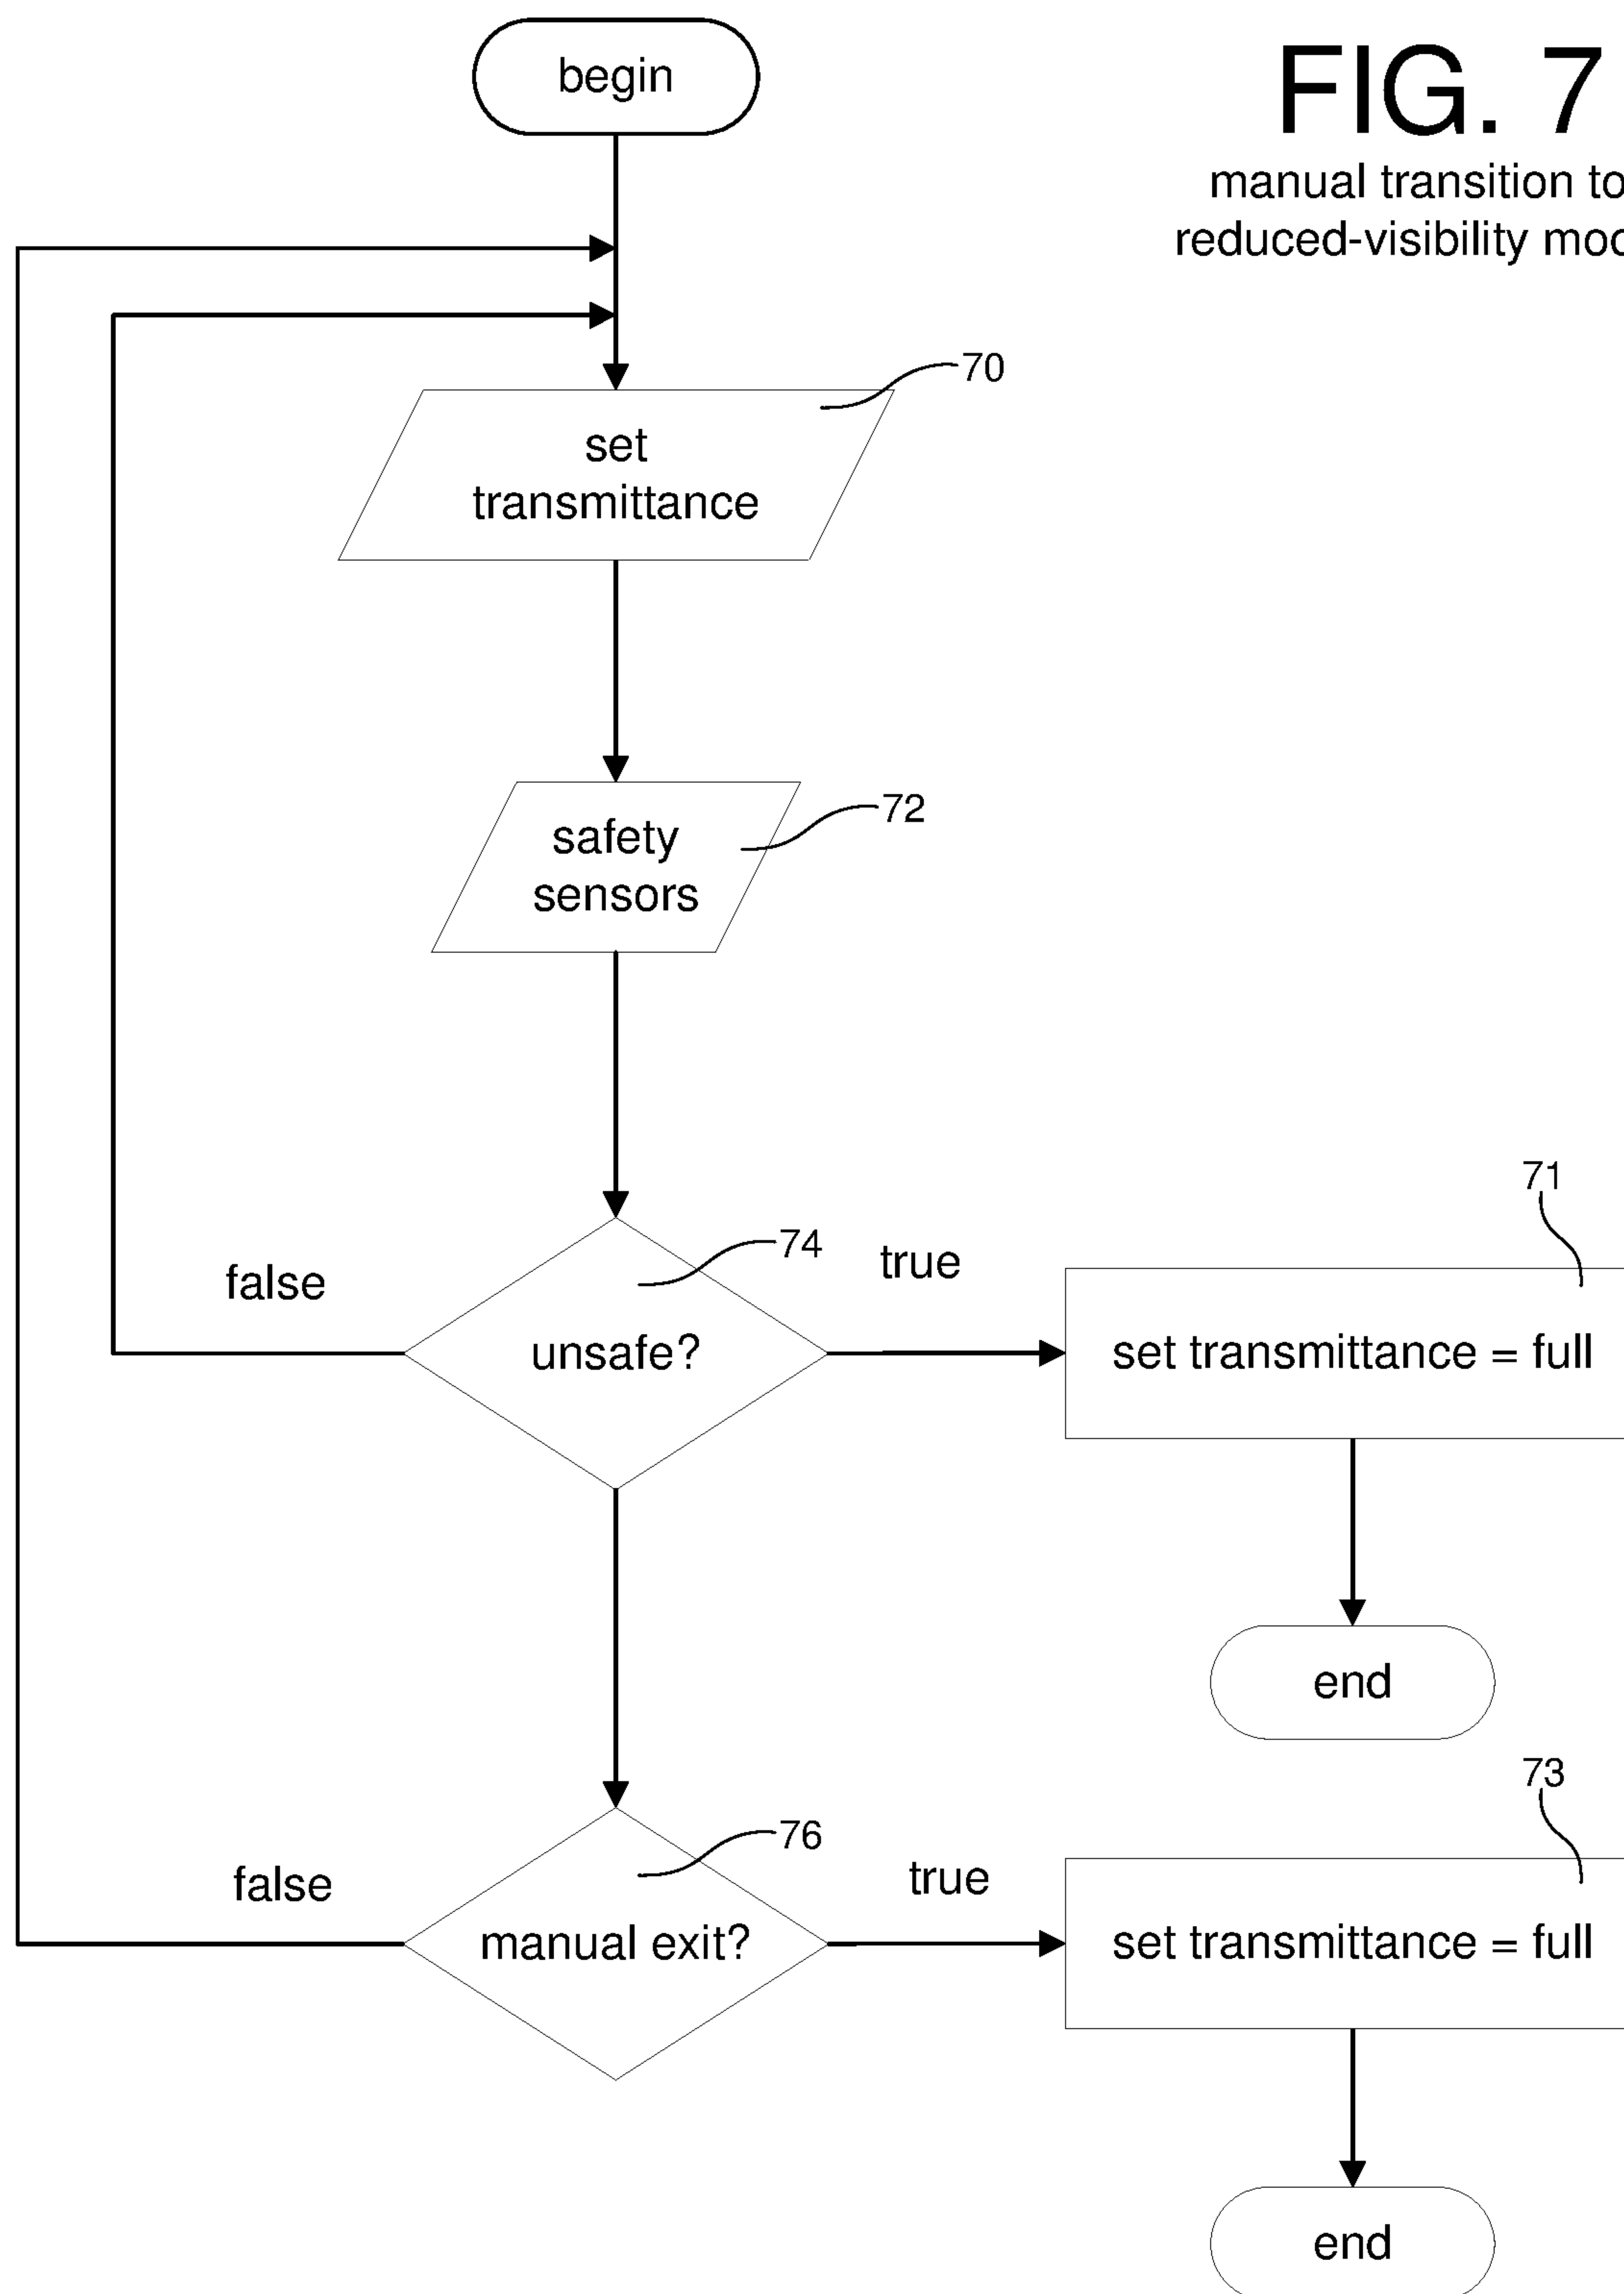 begin
FIG. 7
manual transition to
reduced-visibility
70
set
transmittance
72
safety
sensors
71
74
true
false
unsafe?
set transmittance = full
end
73
76
true
false
manual exit?
set transmittance = full
end